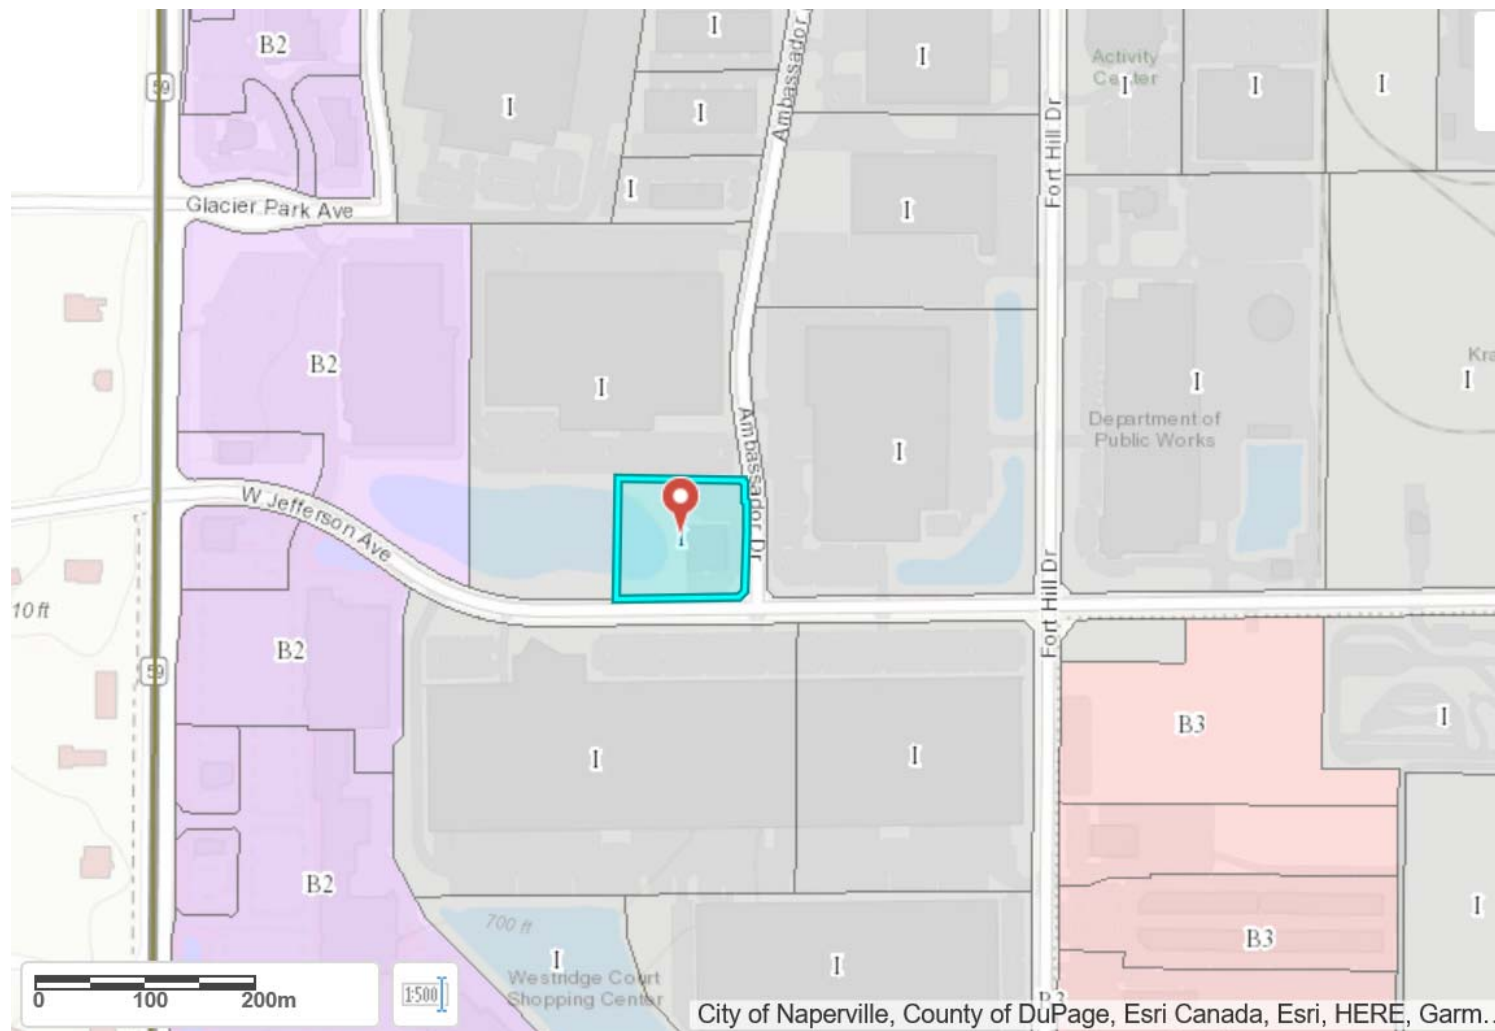 B2
I
I
Ambassador
I
Fort Hill Dr
Activity
Center
I
I
I
59
I
I
I
Glacier Park Ave
B2
I
I
Kra
I
Department of
Public Works
I
Ambassador Dr
W Jefferson Ave
I
Fort Hill Dr
10 ft
B2
59
I
I
B3
I
B2
700 ft
I
Westridge Court
Shopping Center
I
B3
I
0 100 200m
1:500
City of Naperville, County of DuPage, Esri Canada, Esri, HERE, Garm...